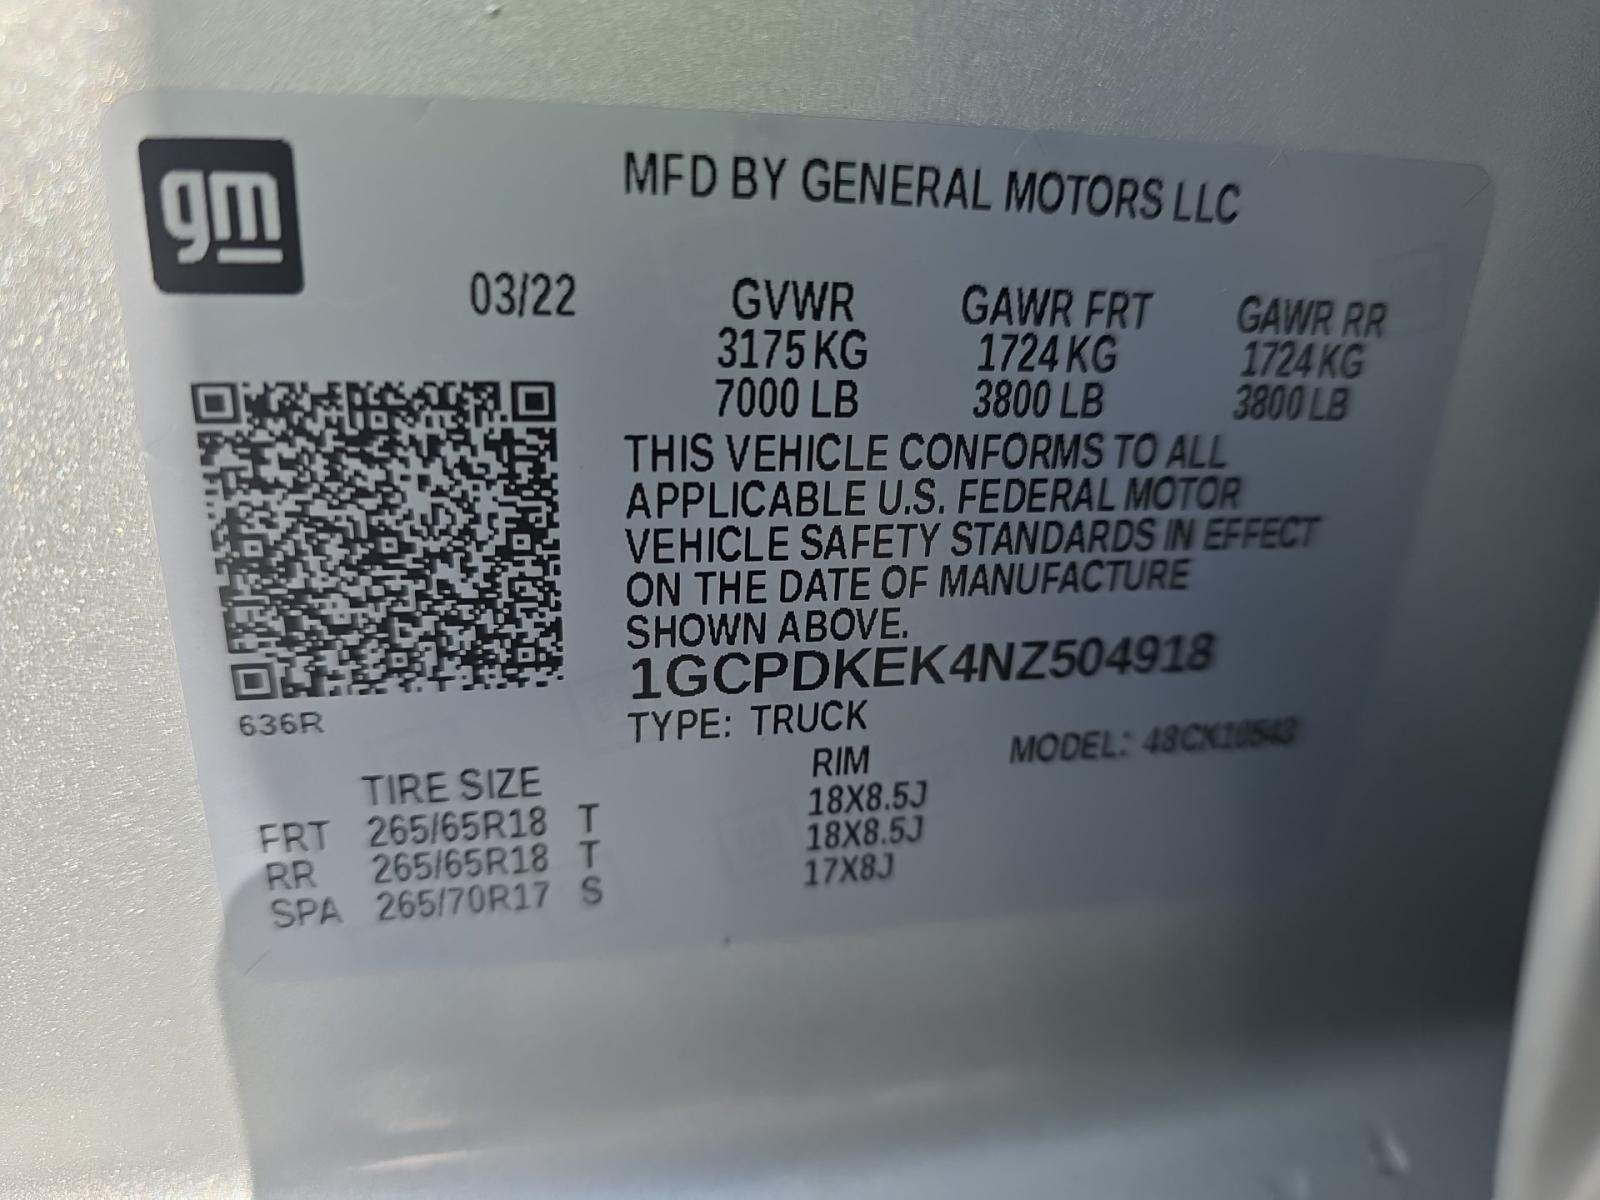 gm
MFD BY GENERAL MOTORS LLC
03/22 GVWR GAWR FRT GAWR RR
3175 KG 1724 KG 1724 KG
7000 LB 3800 LB 3800 LB
THIS VEHICLE CONFORMS TO ALL
APPLICABLE U.S. FEDERAL MOTOR
VEHICLE SAFETY STANDARDS IN EFFECT
ON THE DATE OF MANUFACTURE
SHOWN ABOVE.
1GCPDKEK4NZ504918
636R
TYPE: TRUCK
MODEL:
TIRE SIZE RIM
FRT 265/65R18 T 18X8.5J
RR 265/65R18 T 18X8.5J
SPA 265/70R17 S 17X8J